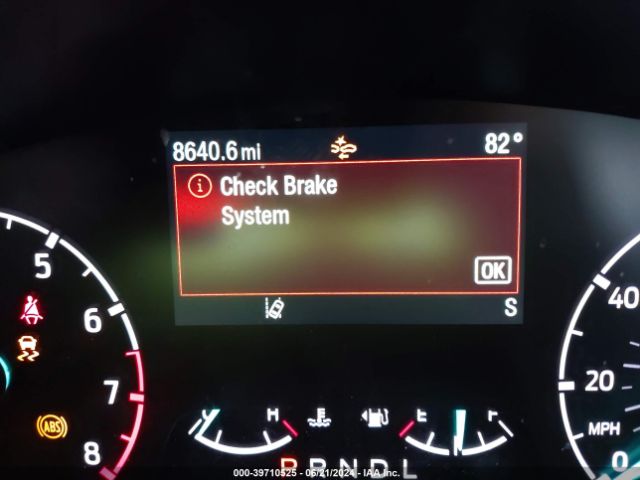 8640.6 mi 82°
Check Brake
System
OK
S
5
6
7
8
ABS
H
E
F
40
20
MPH
0
P R N D L
000-39710525 - 06/21/2024 - IAA Inc.